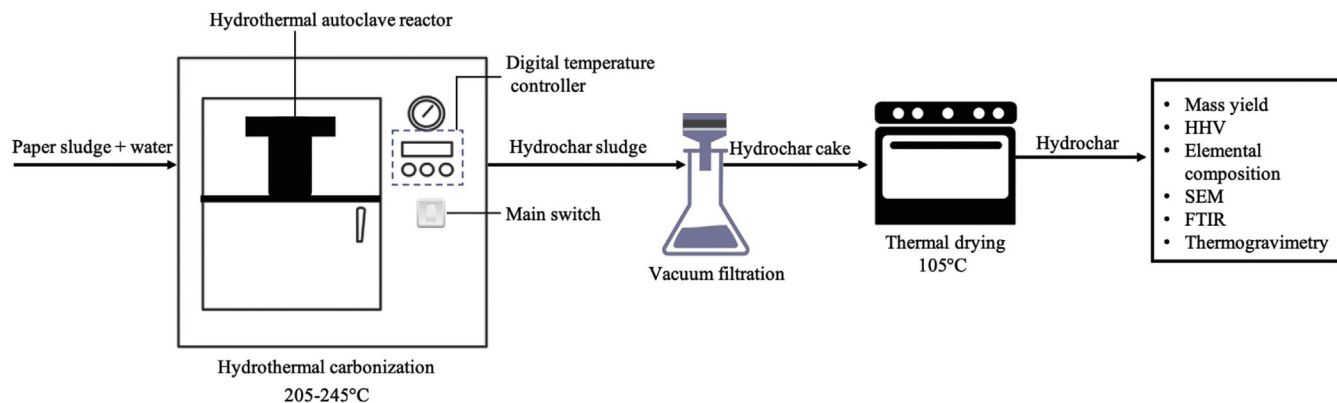 Hydrothermal autoclave reactor
Digital temperature
controller
Paper sludge + water
Hydrochar sludge
Main switch
Hydrothermal carbonization
205-245°C
Vacuum filtration
Hydrochar cake
Thermal drying
105°C
Hydrochar
• Mass yield
• HHV
• Elemental
composition
• SEM
• FTIR
• Thermogravimetry